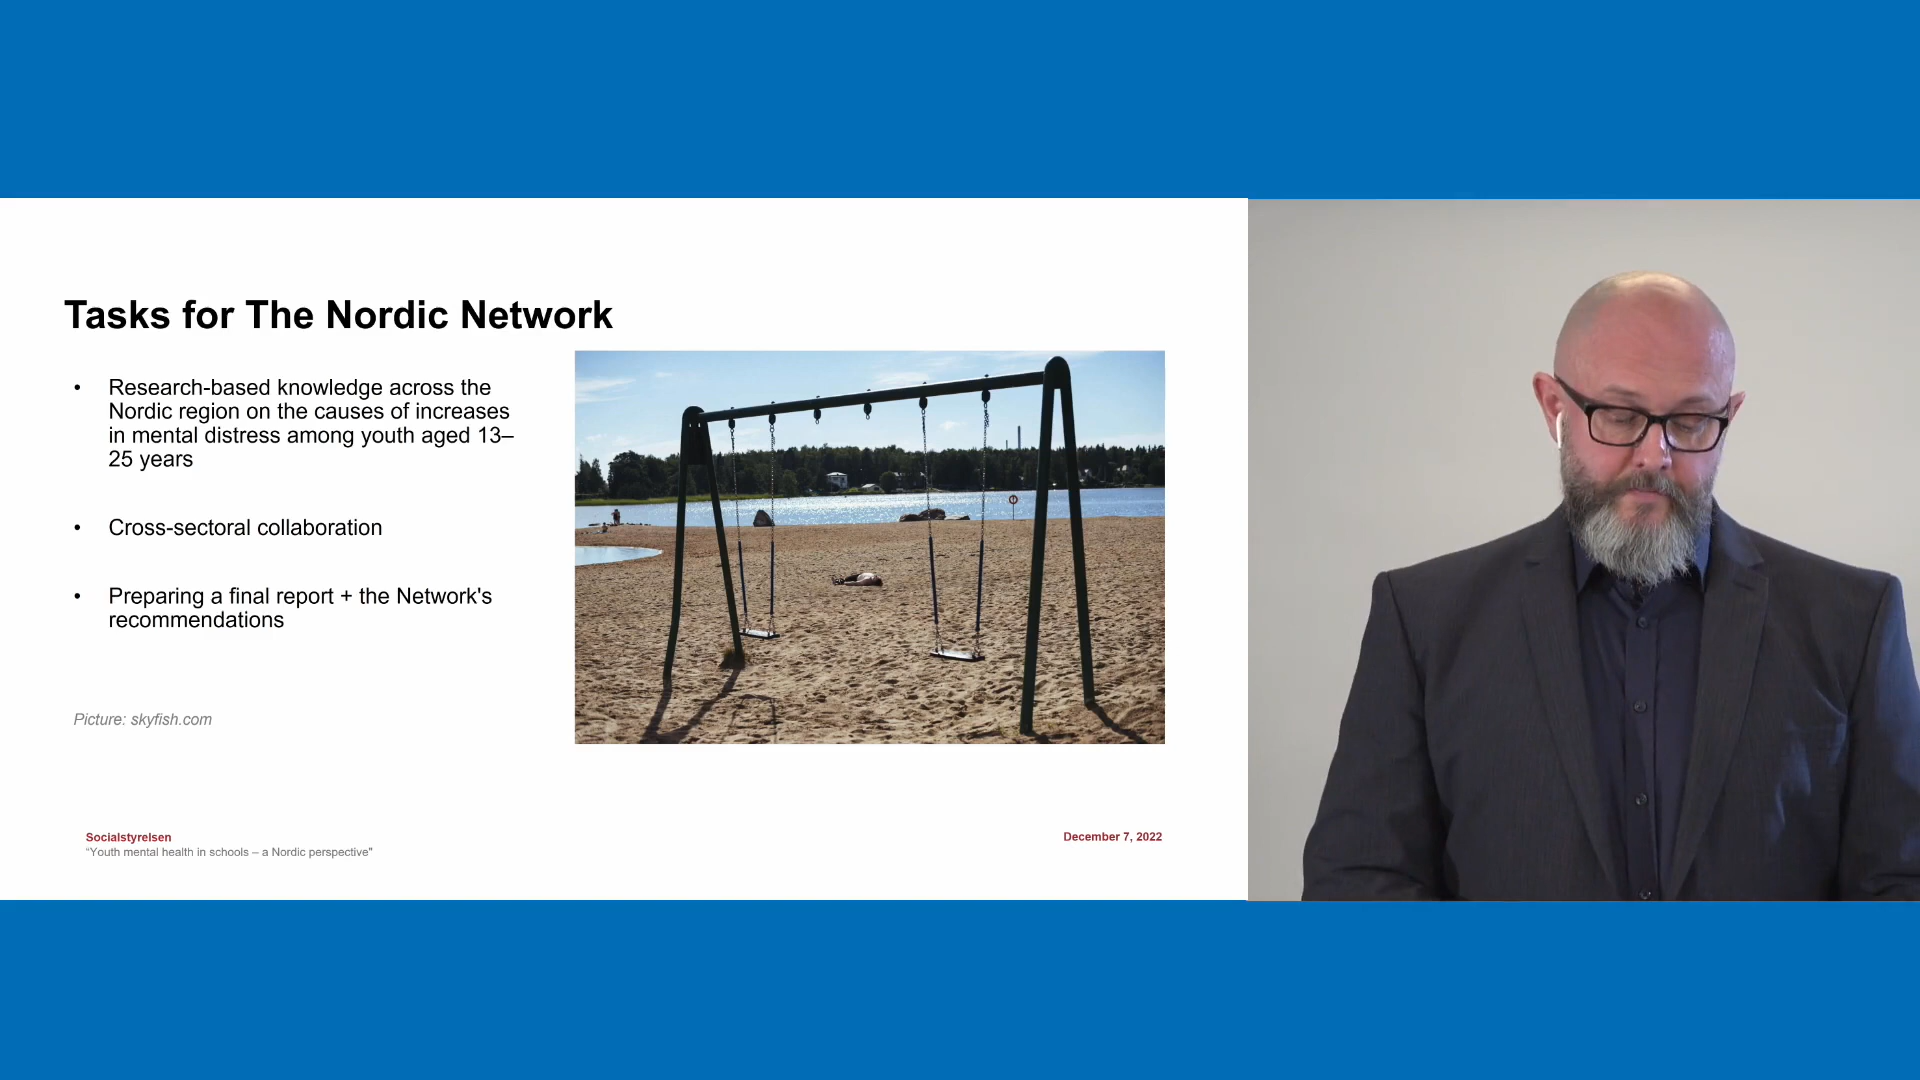 Tasks for The Nordic Network
• Research-based knowledge across the
Nordic region on the causes of increases
in mental distress among youth aged 13–
25 years
• Cross-sectoral collaboration
• Preparing a final report + the Network's
recommendations
Picture: skyfish.com
Socialstyrelsen
"Youth mental health in schools – a Nordic perspective"
December 7, 2022